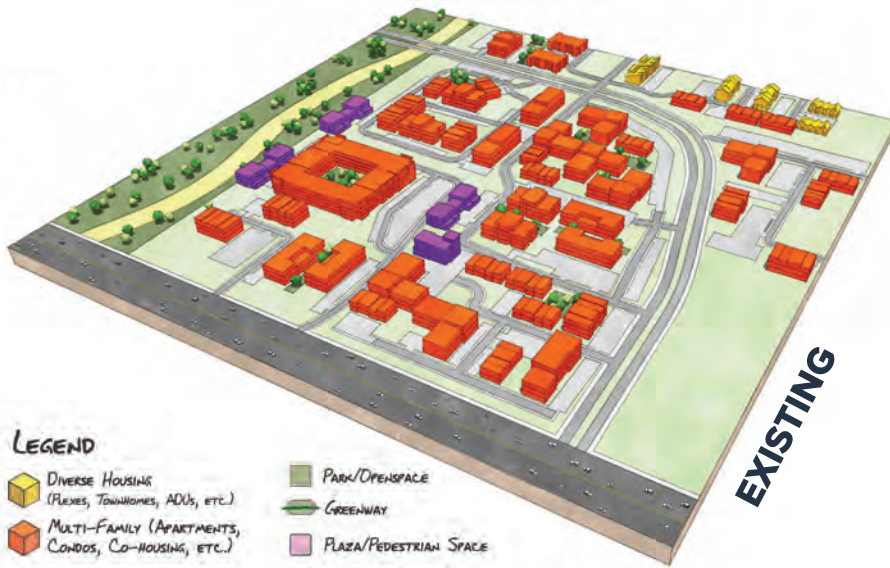 EXISTING
LEGEND
DIVERSE HOUSING
(PLEXES, TOWNHOMES, ADUs, ETC.)
MULTI-FAMILY (APARTMENTS,
CONDOS, CO-HOUSING, ETC.)
PARK/OPENSPACE
GREENWAY
PLAZA/PEDESTRIAN SPACE